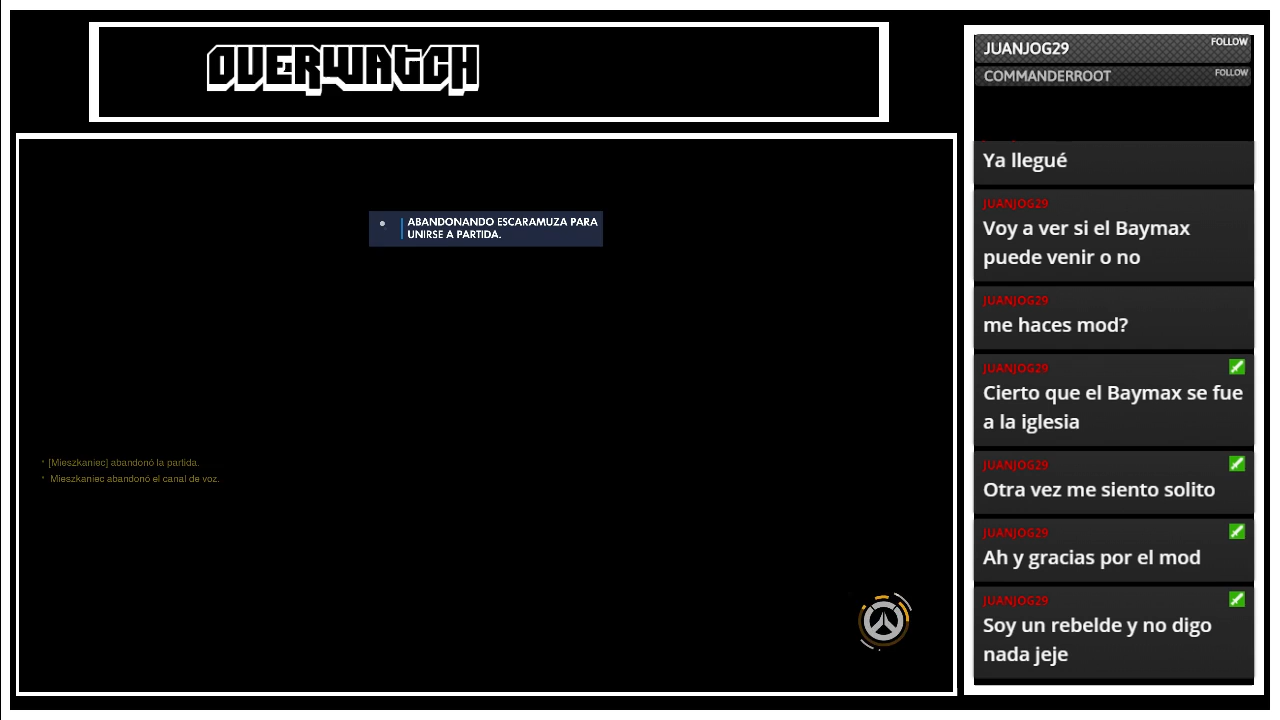 OVERWATCH
ABANDONANDO ESCARAMUZA PARA
UNIRSE A PARTIDA.
[Mieszkaniec] abandonó la partida.
Mieszkaniec abandonó el canal de voz.
JUANJOG29 FOLLOW
COMMANDERROOT FOLLOW
Ya llegué
JUANJOG29
Voy a ver si el Baymax
puede venir o no
JUANJOG29
me haces mod?
JUANJOG29
Cierto que el Baymax se fue
a la iglesia
JUANJOG29
Otra vez me siento solito
JUANJOG29
Ah y gracias por el mod
JUANJOG29
Soy un rebelde y no digo
nada jeje